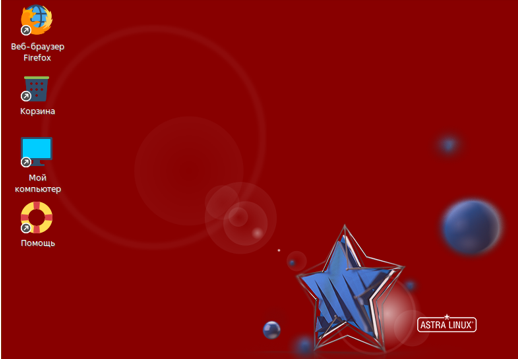 Веб-браузер
Firefox
Корзина
Мой
компьютер
Помощь
ASTRA LINUX®